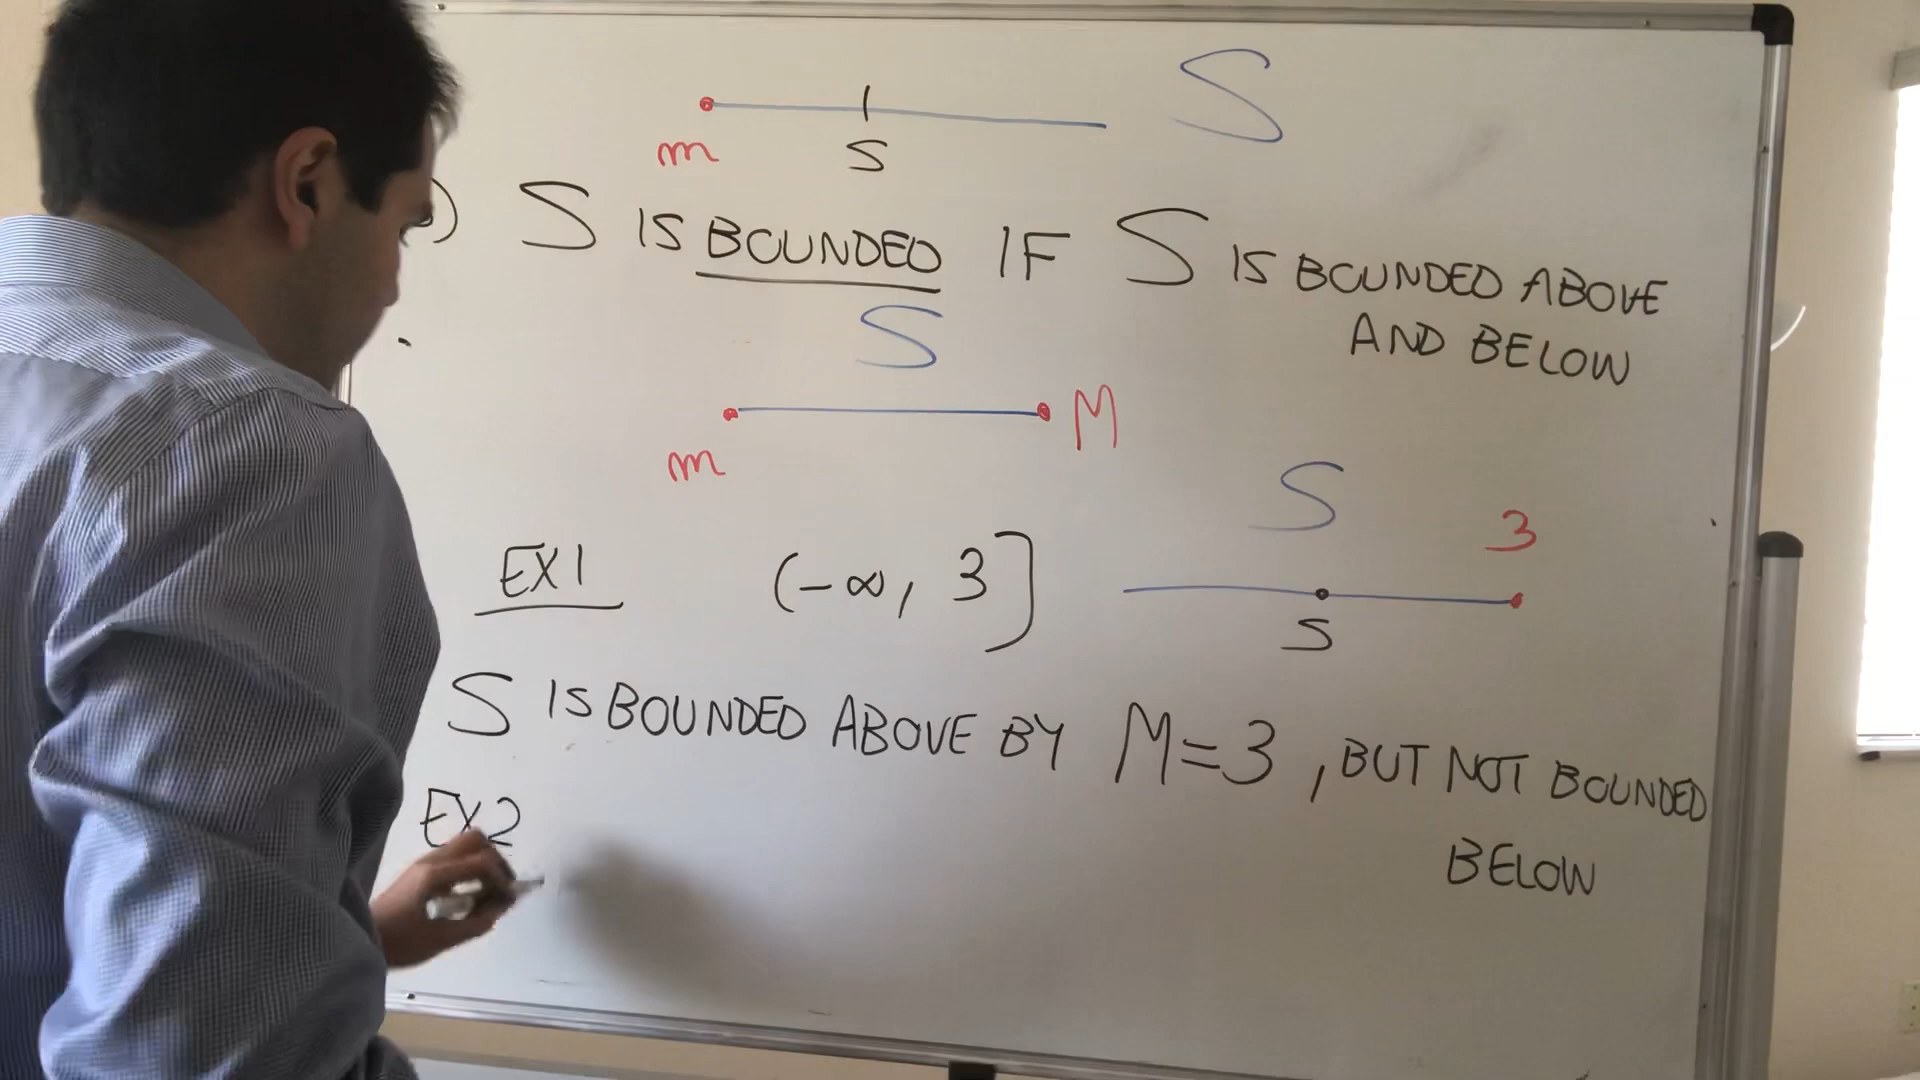 S
m s
) S IS BOUNDED IF S IS BOUNDED ABOVE
AND BELOW
S
m M
S 3
EX1 (-∞, 3]
s
S IS BOUNDED ABOVE BY M=3, BUT NOT BOUNDED
BELOW
EX2